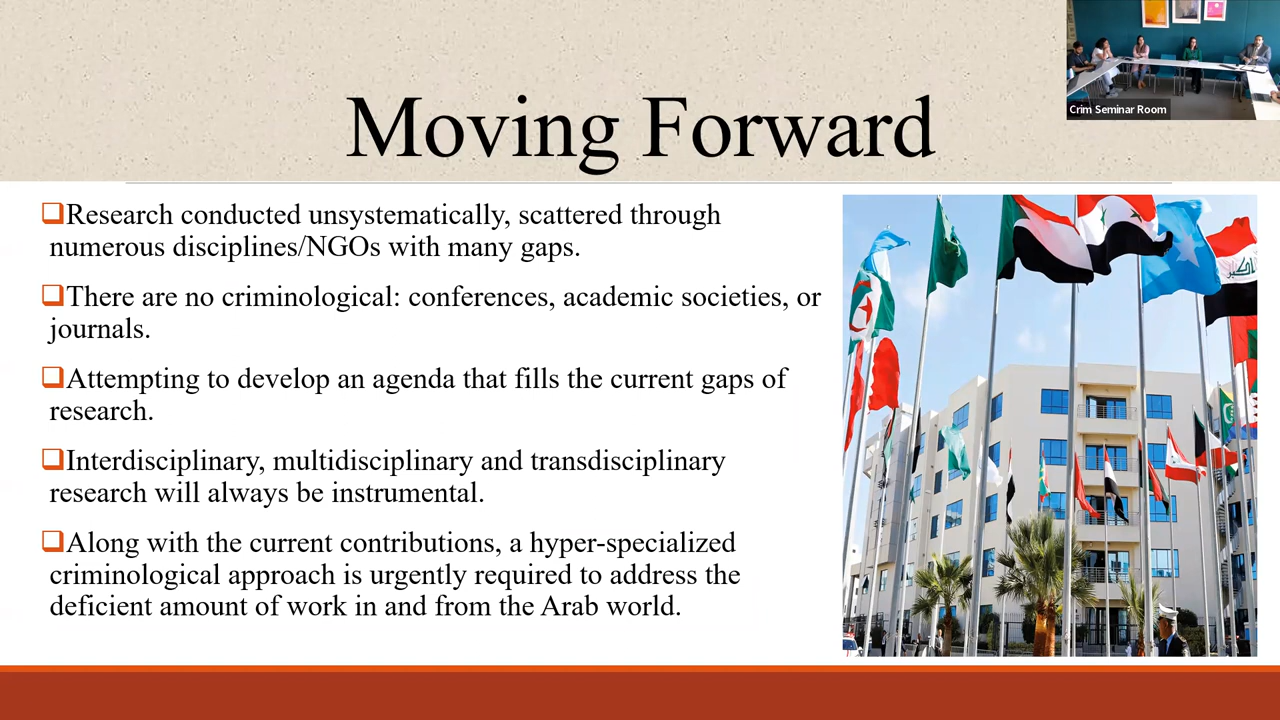 Crim Seminar Room
Moving Forward
Research conducted unsystematically, scattered through
numerous disciplines/NGOs with many gaps.
There are no criminological: conferences, academic societies, or
journals.
Attempting to develop an agenda that fills the current gaps of
research.
Interdisciplinary, multidisciplinary and transdisciplinary
research will always be instrumental.
Along with the current contributions, a hyper-specialized
criminological approach is urgently required to address the
deficient amount of work in and from the Arab world.